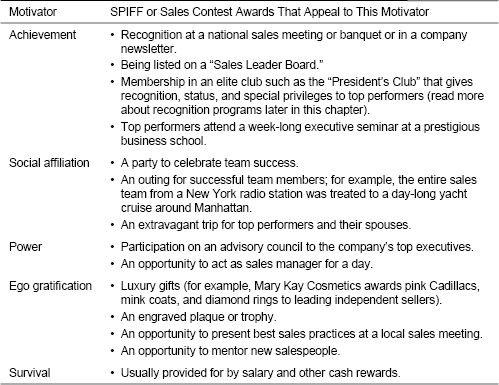 Motivator SPIFF or Sales Contest Awards That Appeal to This Motivator
Achievement • Recognition at a national sales meeting or banquet or in a company
newsletter.
• Being listed on a “Sales Leader Board.”
• Membership in an elite club such as the “President’s Club” that gives
recognition, status, and special privileges to top performers (read more
about recognition programs later in this chapter).
• Top performers attend a week-long executive seminar at a prestigious
business school.
Social affiliation • A party to celebrate team success.
• An outing for successful team members; for example, the entire sales
team from a New York radio station was treated to a day-long yacht
cruise around Manhattan.
• An extravagant trip for top performers and their spouses.
Power • Participation on an advisory council to the company’s top executives.
• An opportunity to act as sales manager for a day.
Ego gratification • Luxury gifts (for example, Mary Kay Cosmetics awards pink Cadillacs,
mink coats, and diamond rings to leading independent sellers).
• An engraved plaque or trophy.
• An opportunity to present best sales practices at a local sales meeting.
• An opportunity to mentor new salespeople.
Survival • Usually provided for by salary and other cash rewards.